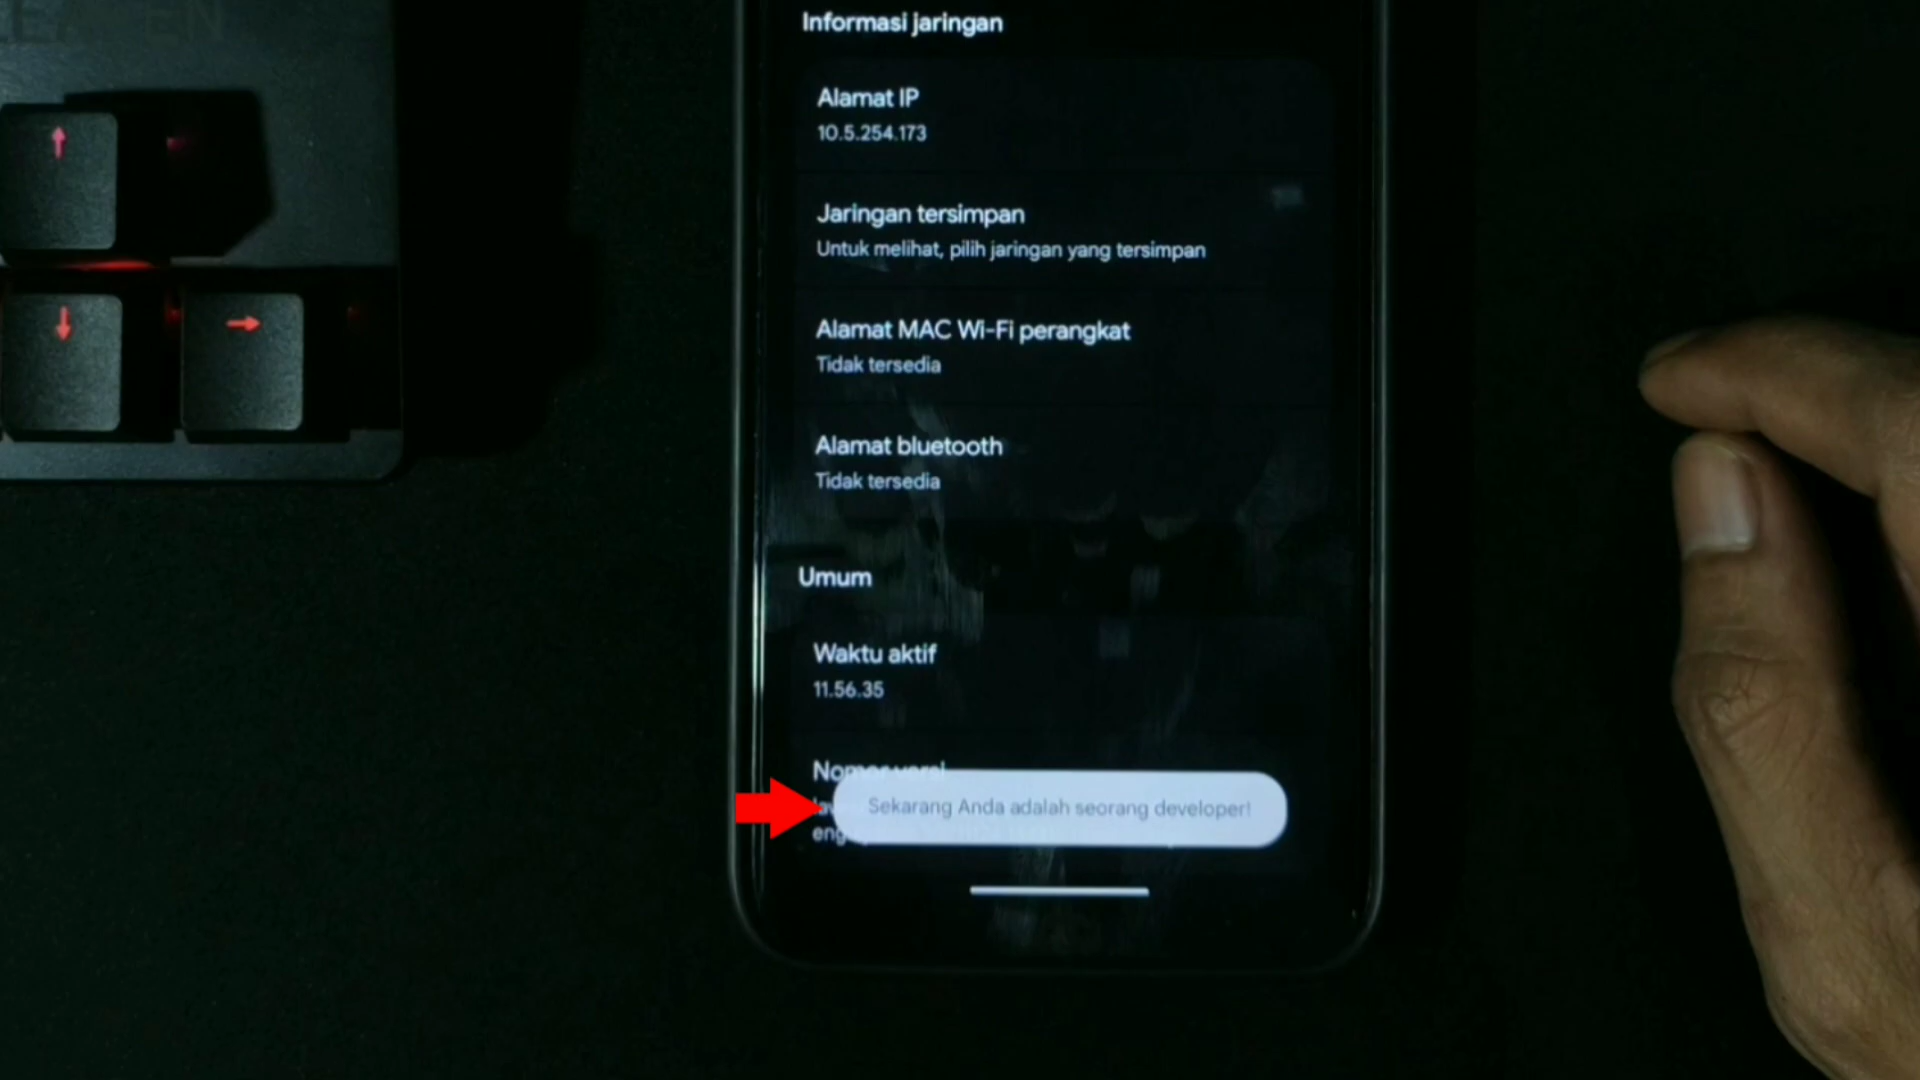 Informasi jaringan
Alamat IP
10.5.254.173
Jaringan tersimpan
Untuk melihat, pilih jaringan yang tersimpan
Alamat MAC Wi-Fi perangkat
Tidak tersedia
Alamat bluetooth
Tidak tersedia
Umum
Waktu aktif
11.56.35
Nomor versi
Sekarang Anda adalah seorang developer!